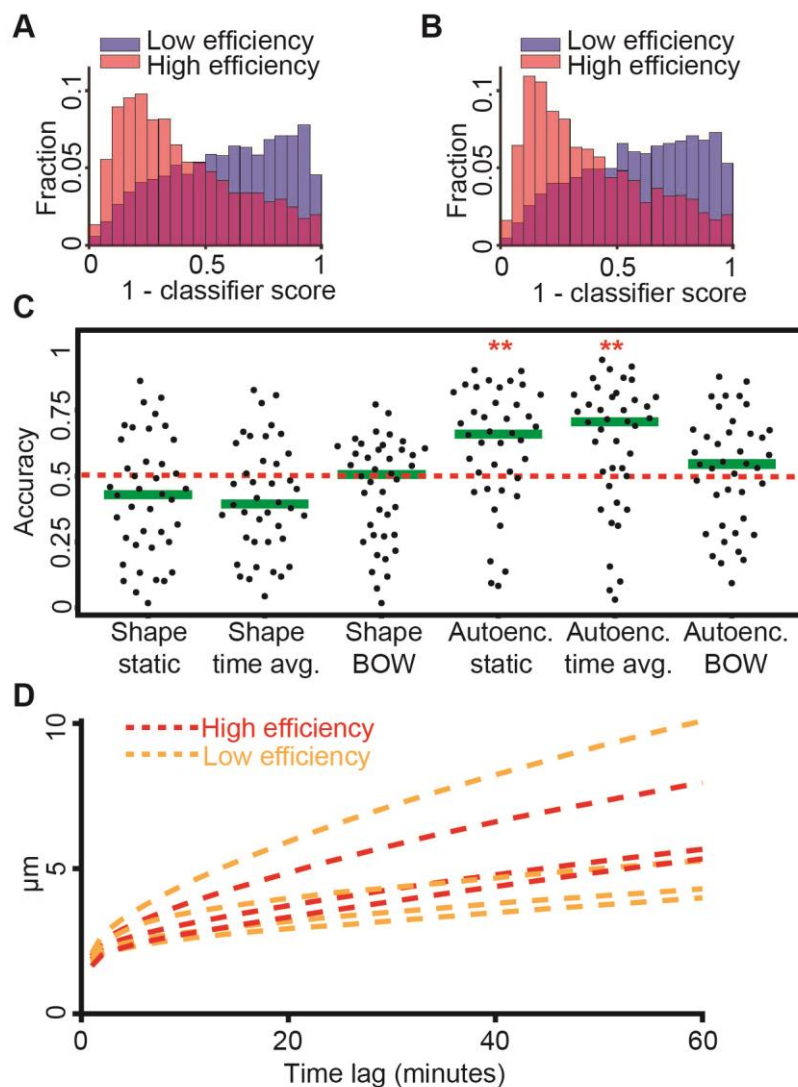 A
Low efficiency
High efficiency
Fraction
0 0.05 0.1
0 0.5 1
1 - classifier score
B
Low efficiency
High efficiency
Fraction
0 0.05 0.1
0 0.5 1
1 - classifier score
C
** **
Accuracy
0 0.25 0.5 0.75 1
Shape Shape Shape Autoenc. Autoenc. Autoenc.
static time avg. BOW static time avg. BOW
D
High efficiency
Low efficiency
μm
0 5 10
0 20 40 60
Time lag (minutes)